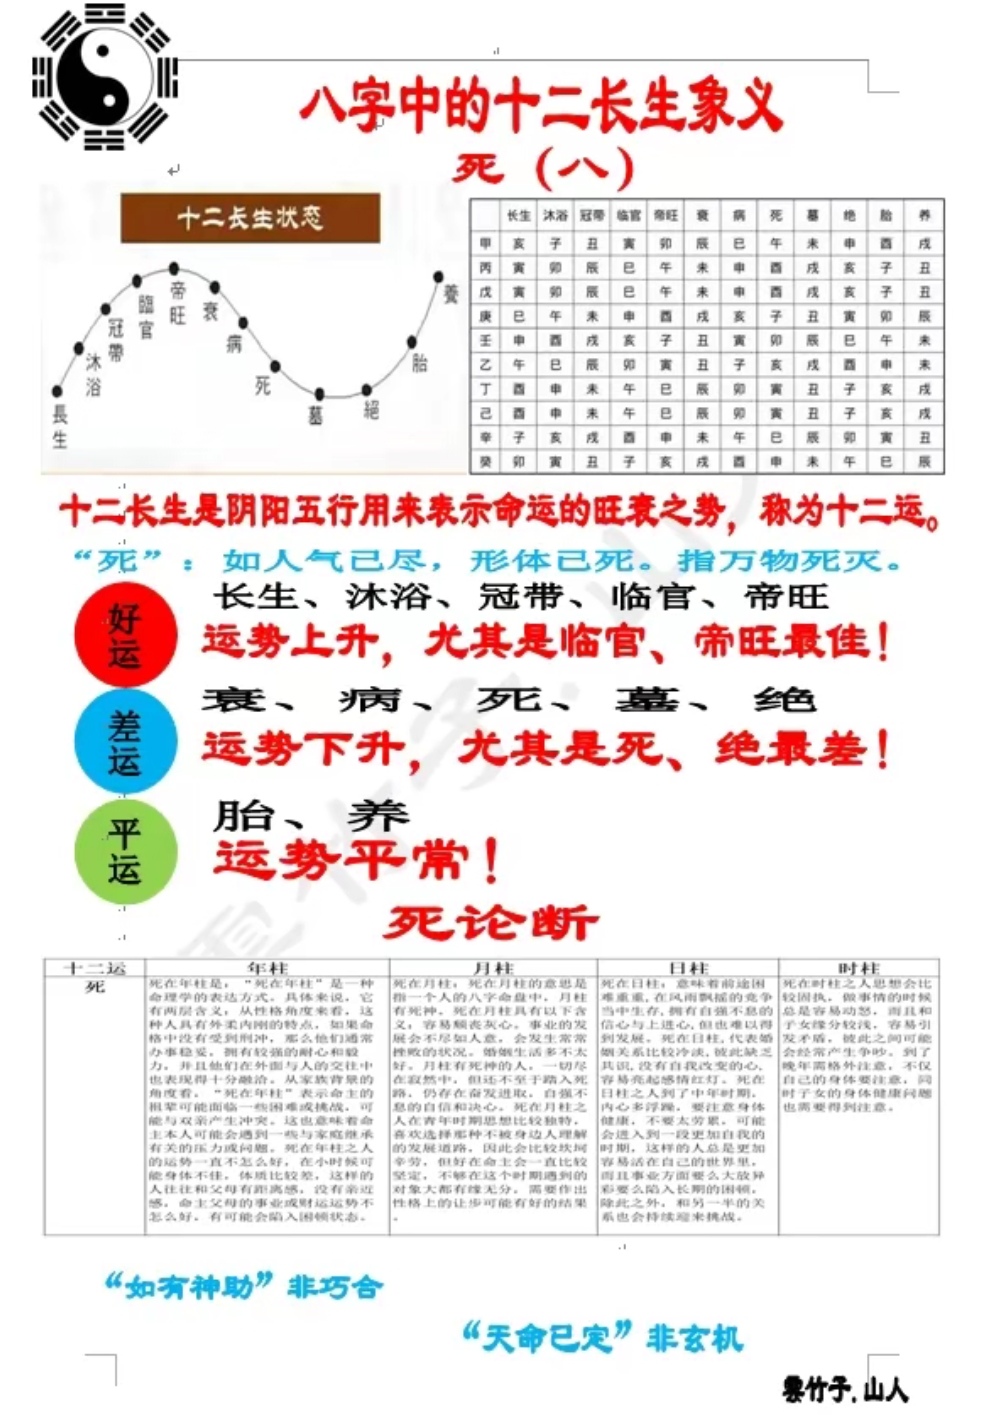 八字中的十二长生象义
死（八）
十二长生状态
長生
沐浴
冠帶
臨官
帝旺
衰
病
死
墓
絕
胎
養
长生 沐浴 冠带 临官 帝旺 衰 病 死 墓 绝 胎 养
甲 亥 子 丑 寅 卯 辰 巳 午 未 申 酉 戌
丙 寅 卯 辰 巳 午 未 申 酉 戌 亥 子 丑
戊 寅 卯 辰 巳 午 未 申 酉 戌 亥 子 丑
庚 巳 午 未 申 酉 戌 亥 子 丑 寅 卯 辰
壬 申 酉 戌 亥 子 丑 寅 卯 辰 巳 午 未
乙 午 巳 辰 卯 寅 丑 子 亥 戌 酉 申 未
丁 酉 申 未 午 巳 辰 卯 寅 丑 子 亥 戌
己 酉 申 未 午 巳 辰 卯 寅 丑 子 亥 戌
辛 子 亥 戌 酉 申 未 午 巳 辰 卯 寅 丑
癸 卯 寅 丑 子 亥 戌 酉 申 未 午 巳 辰
十二长生是阴阳五行用来表示命运的旺衰之势，称为十二运。
“死”：如人气已尽，形体已死。指万物死灭。
好运
长生、沐浴、冠带、临官、帝旺
运势上升，尤其是临官、帝旺最佳！
差运
衰、病、死、墓、绝
运势下升，尤其是死、绝最差！
平运
胎、养
运势平常！
死论断
十二运 年柱 月柱 日柱 时柱
死
死在年柱是：“死在年柱”是一种
命理学的表达方式。具体来说，它
有两层含义：从性格角度来看，这
种人具有外柔内刚的特点，如果命
格中没有受到刑冲，那么他们通常
办事稳妥，拥有较强的耐心和毅
力，并且他们在外面与人的交往中
也表现得十分融洽。从家族背景的
角度看，“死在年柱”表示命主的
祖辈可能面临一些困难或挑战，可
能与双亲产生冲突。这也意味着命
主本人可能会遇到一些与家庭继承
有关的压力或问题。死在年柱之人
的运势一直不怎么好，在小时候可
能身体不佳，体质比较差，这样的
人往往和父母有距离感，没有亲近
感，命主父母的事业或财运运势不
怎么好，有可能会陷入困顿状态。
死在月柱：死在月柱的意思是
指一个人的八字命盘中，月柱
有死神。死在月柱具有以下含
义：容易颓丧灰心。事业的发
展会不尽如人意，会发生常常
挫败的状况。婚姻生活多不太
好。月柱有死神的人，一切尽
在寂然中，但还不至于踏入死
路，仍存在奋发进取、自强不
息的自信和决心。死在月柱之
人在青年时期思想比较独特，
喜欢选择那种不被身边人理解
的发展道路，因此会比较坎坷
辛劳，但好在命主会一直比较
坚定，不够在这个时期遇到的
对象大都有缘无分，需要作出
性格上的让步可能有好的结果
。
死在日柱：意味着前途困
难重重,在风雨飘摇的竞争
当中生存,拥有自强不息的
信心与上进心,但也难以得
到发展。死在日柱,代表婚
姻关系比较冷淡,彼此缺乏
共识,没有自我改变的心,
容易亮起感情红灯。死在
日柱之人到了中年时期，
内心多浮躁，要注意身体
健康，不要太劳累，可能
会进入到一段更加自我的
时期，这样的人总是更加
容易活在自己的世界里，
而且事业方面要么大放异
彩要么陷入长期的困顿，
除此之外，和另一半的关
系也会持续迎来挑战。
死在时柱之人思想会比
较固执，做事情的时候
总是容易动怒，而且和
子女缘分较浅，容易引
发矛盾，彼此之间可能
会经常产生争吵。到了
晚年需格外注意，不仅
自己的身体要注意，同
时子女的身体健康问题
也需要得到注意。
“如有神助”非巧合
“天命已定”非玄机
雲竹子.山人